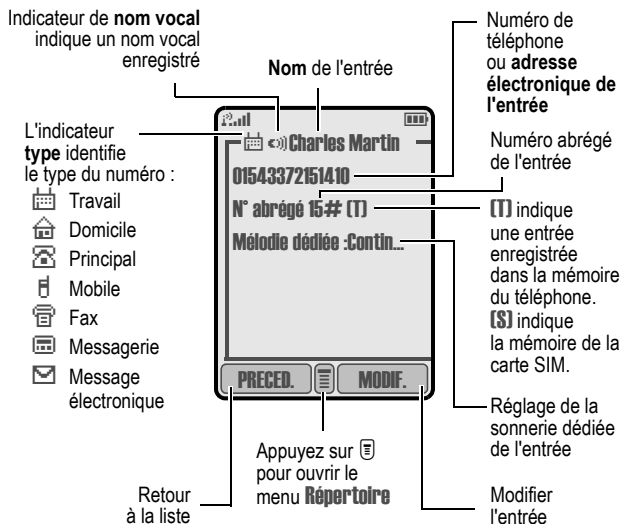 Indicateur de nom vocal
indique un nom vocal
enregistré
Nom de l'entrée
Numéro de
téléphone
ou adresse
électronique de
l'entrée
L'indicateur
type identifie
le type du numéro :
Travail
Domicile
Principal
Mobile
Fax
Messagerie
Message
électronique
Charles Martin
01543372151410
N° abrégé 15# (T)
Mélodie dédiée :Contin...
PRECED.
MODIF.
Numéro abrégé
de l'entrée
(T) indique
une entrée
enregistrée
dans la mémoire
du téléphone.
(S) indique
la mémoire de la
carte SIM.
Réglage de la
sonnerie dédiée
de l'entrée
Retour
à la liste
Appuyez sur
pour ouvrir le
menu Répertoire
Modifier
l'entrée